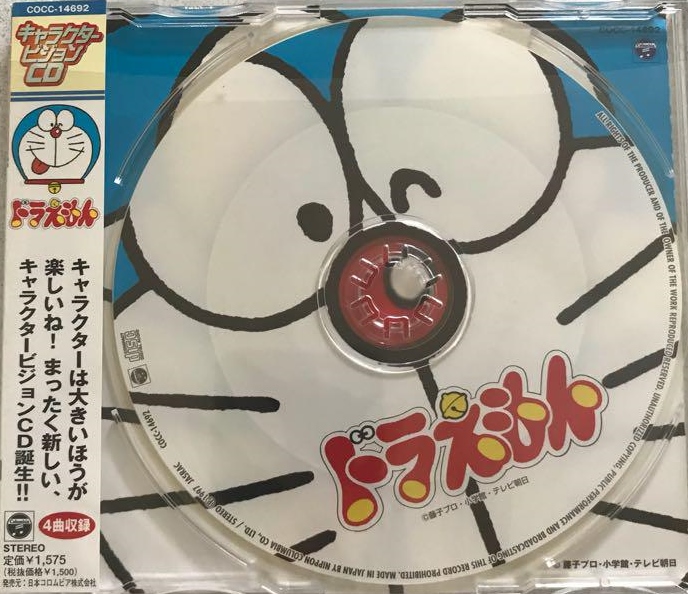 COCC-14692
キャラクター
ビジョン
CD
ドラえもん
キャラクターは大きいほうが
楽しいね！まったく新しい、
キャラクタービジョンCD誕生!!
4曲収録
STEREO
定価¥1,575
(税抜価格¥1,500)
発売元：日本コロムビア株式会社
COCC-14692
ALL RIGHTS OF THE PRODUCER AND OF THE OWNER OF THE WORK REPRODUCED RESERVED. UNAUTHORIZED COPYING, PUBLIC PERFORMANCE AND BROADCASTING OF THIS RECORD PROHIBITED. MADE IN JAPAN BY NIPPON COLUMBIA CO., LTD. / STEREO 1997 JASRAC
COCC-14692
ドラえもん
©藤子プロ・小学館・テレビ朝日
藤子プロ・小学館・テレビ朝日